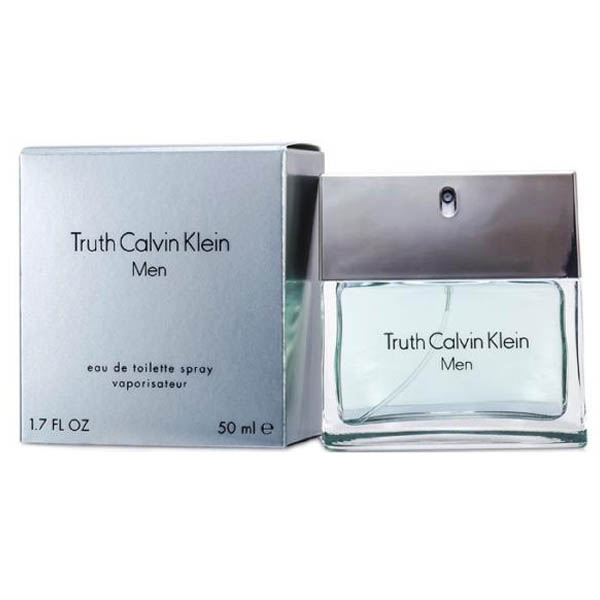 Truth Calvin Klein
Men
eau de toilette spray
vaporisateur
1.7 FL OZ 50 ml ℮
Truth Calvin Klein
Men